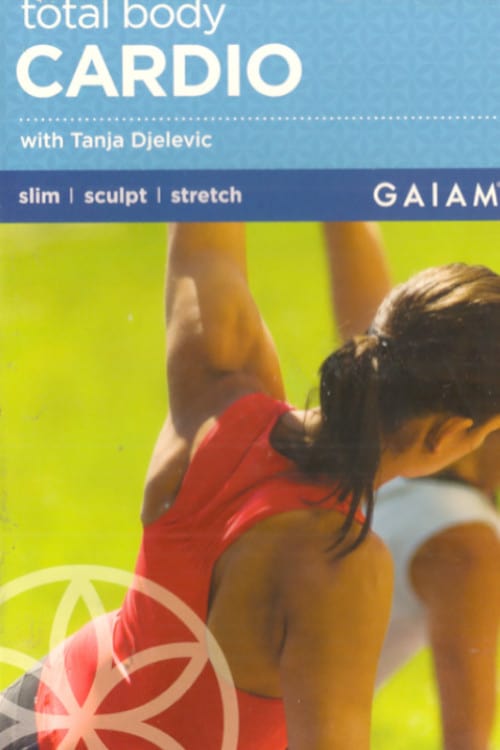 total body
CARDIO
with Tanja Djelevic
slim | sculpt | stretch
GAIAM